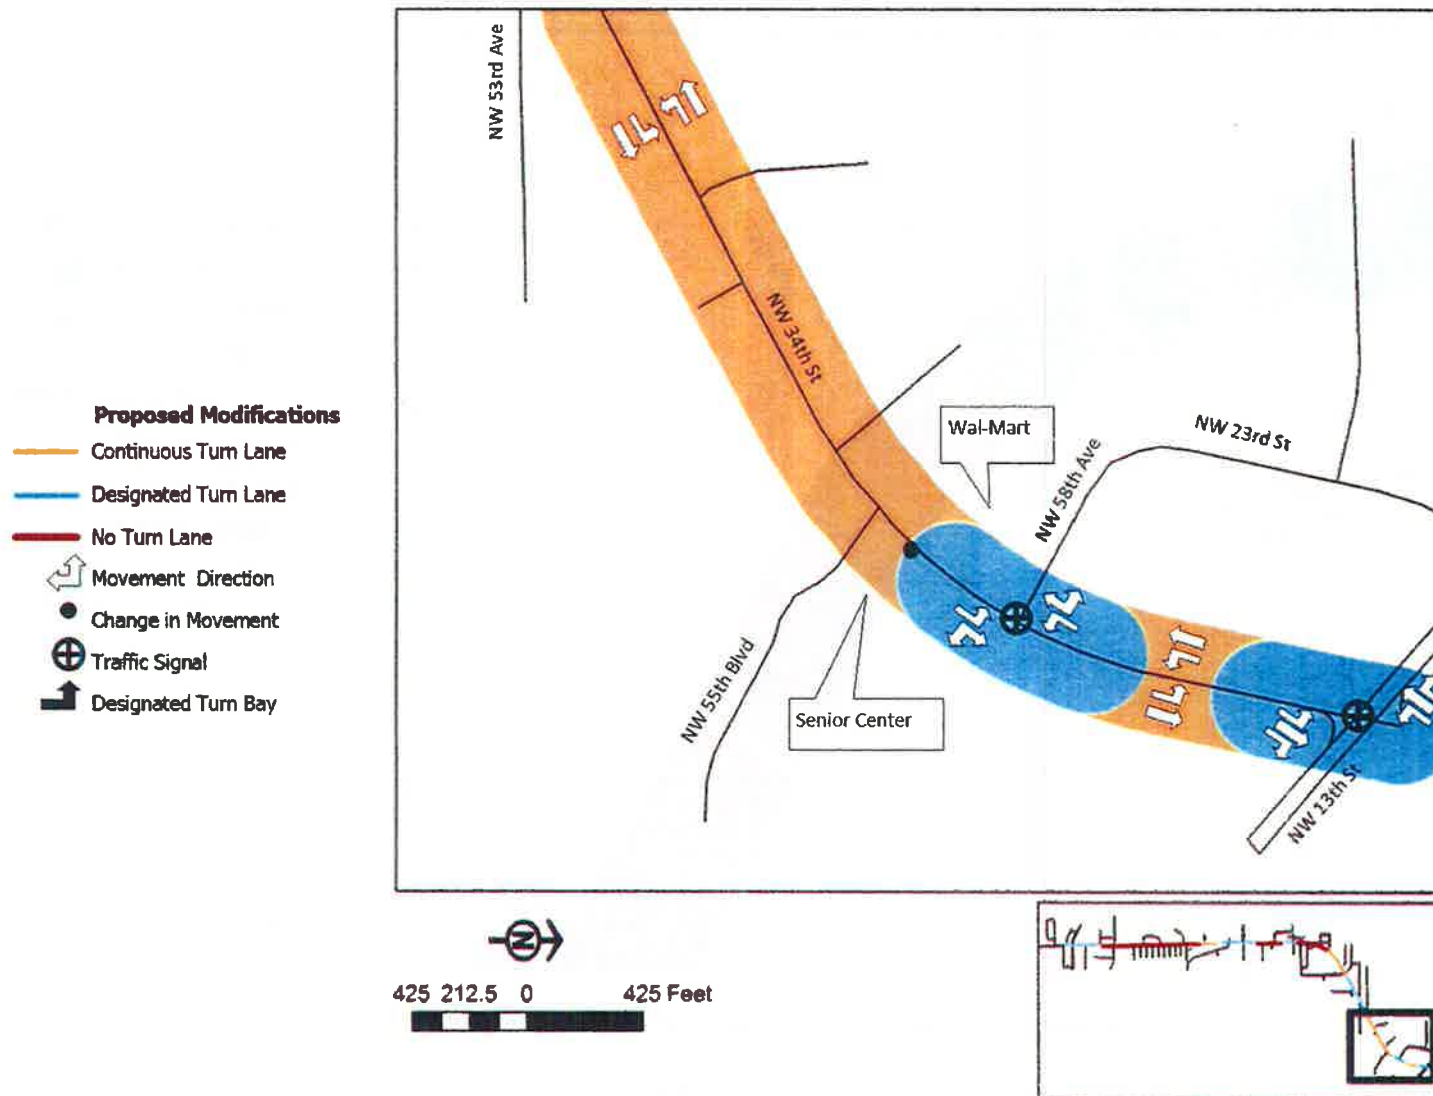 NW 53rd Ave
NW 34th St
Wal-Mart
NW 58th Ave
NW 23rd St
Proposed Modifications
Continuous Turn Lane
Designated Turn Lane
No Turn Lane
Movement Direction
Change in Movement
Traffic Signal
Designated Turn Bay
NW 55th Blvd
Senior Center
NW 13th St
N
425 212.5 0 425 Feet